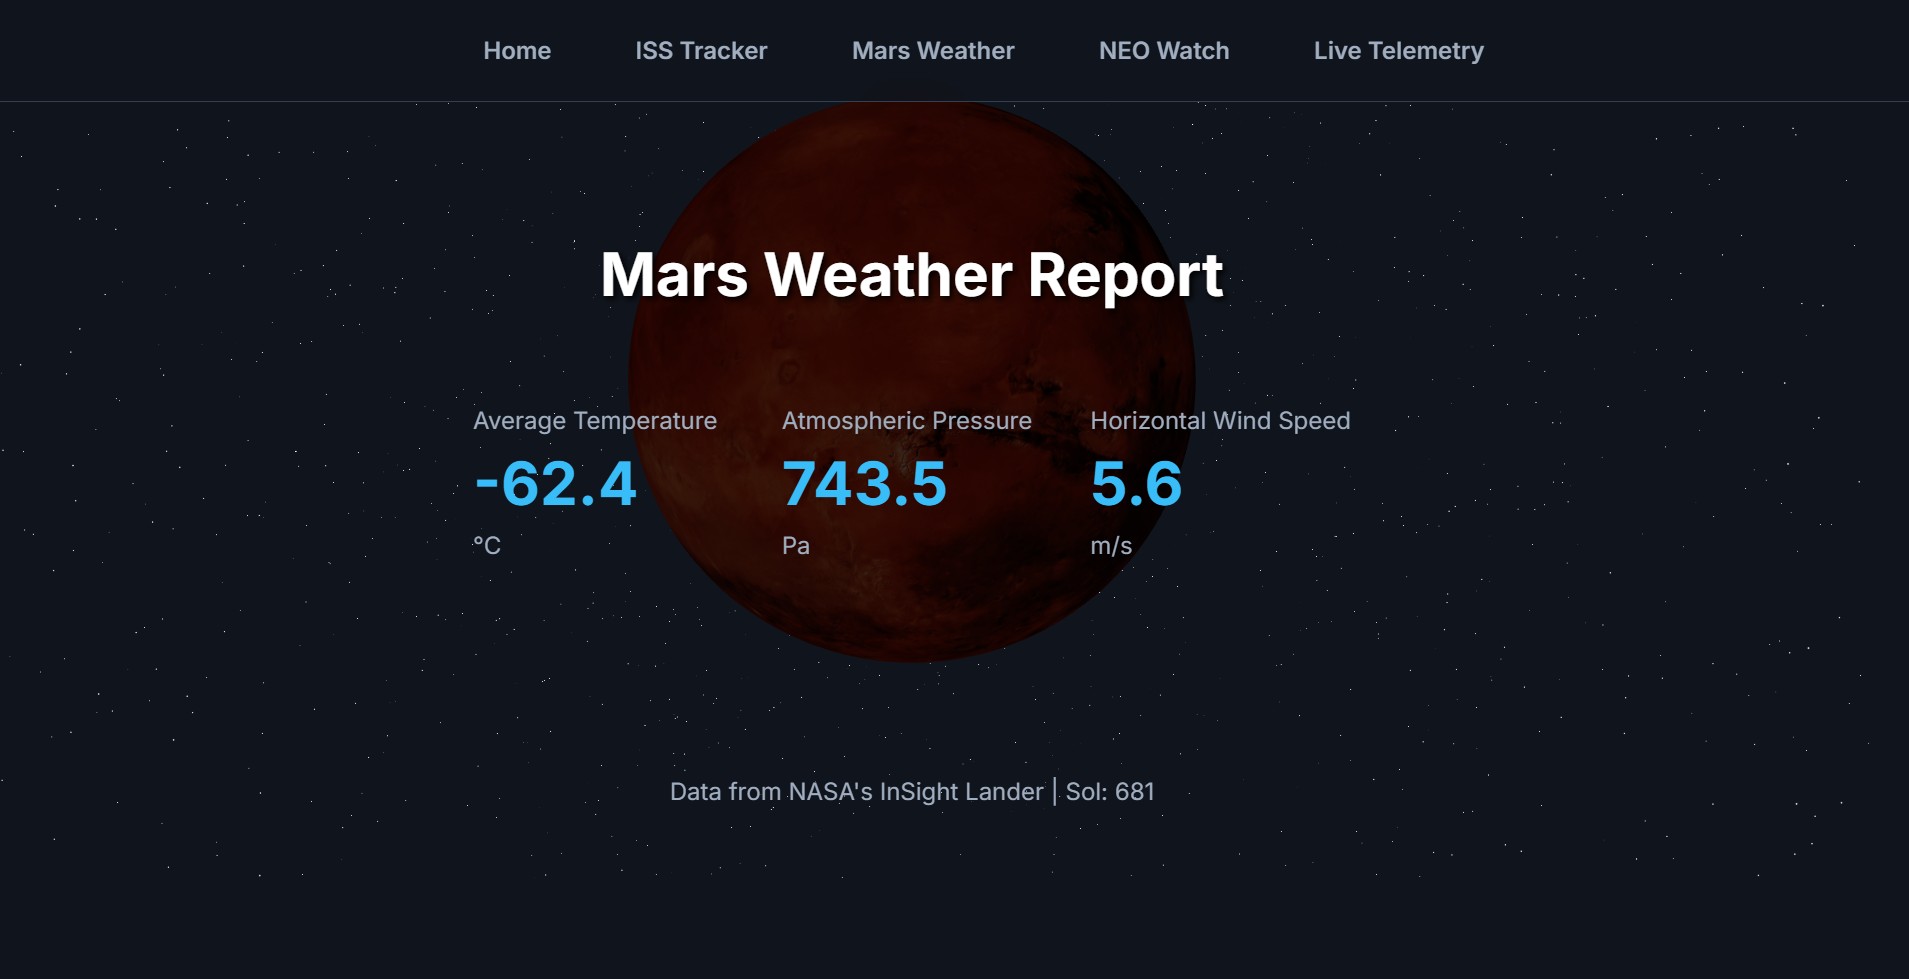 Home ISS Tracker Mars Weather NEO Watch Live Telemetry
Mars Weather Report
Average Temperature Atmospheric Pressure Horizontal Wind Speed
-62.4 743.5 5.6
°C Pa m/s
Data from NASA's InSight Lander | Sol: 681